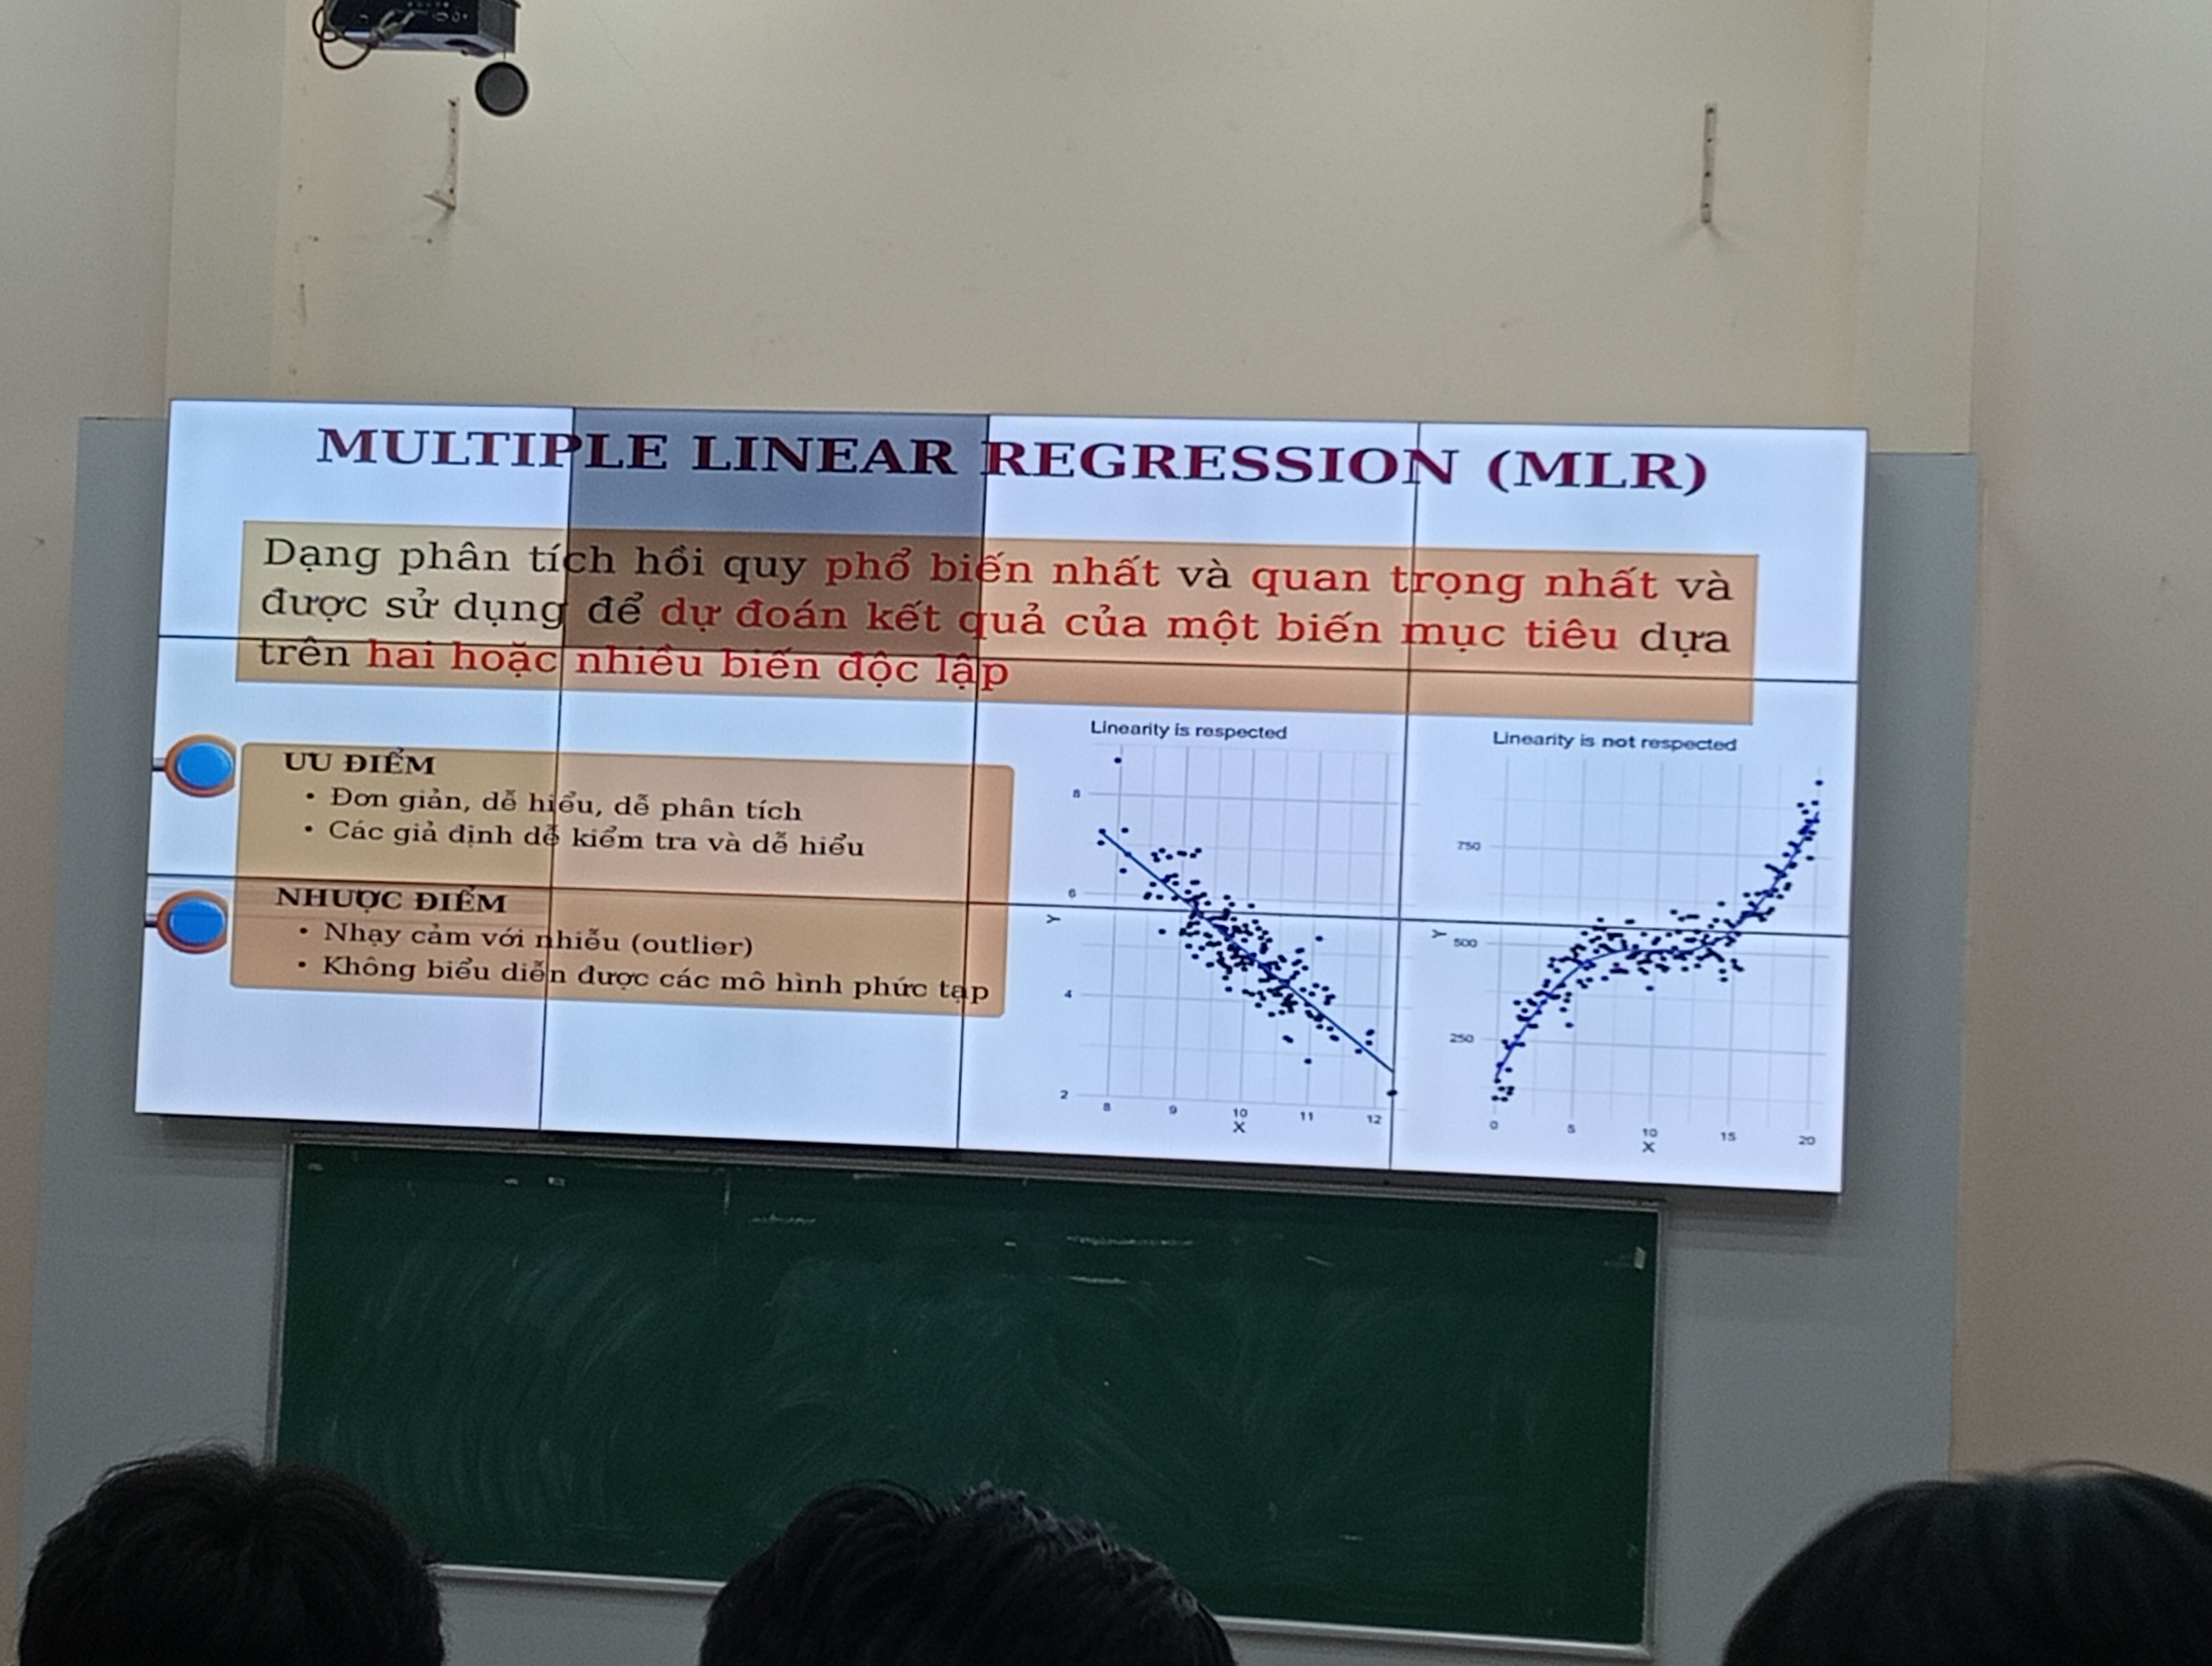 MULTIPLE LINEAR REGRESSION (MLR)
Dạng phân tích hồi quy phổ biến nhất và quan trọng nhất và
được sử dụng để dự đoán kết quả của một biến mục tiêu dựa
trên hai hoặc nhiều biến độc lập
ƯU ĐIỂM
• Đơn giản, dễ hiểu, dễ phân tích
• Các giả định dễ kiểm tra và dễ hiểu
NHƯỢC ĐIỂM
• Nhạy cảm với nhiễu (outlier)
• Không biểu diễn được các mô hình phức tạp
Linearity is respected
8
6
Y
4
2
8 9 10 11 12
X
Linearity is not respected
750
Y
500
250
0 5 10 15 20
X